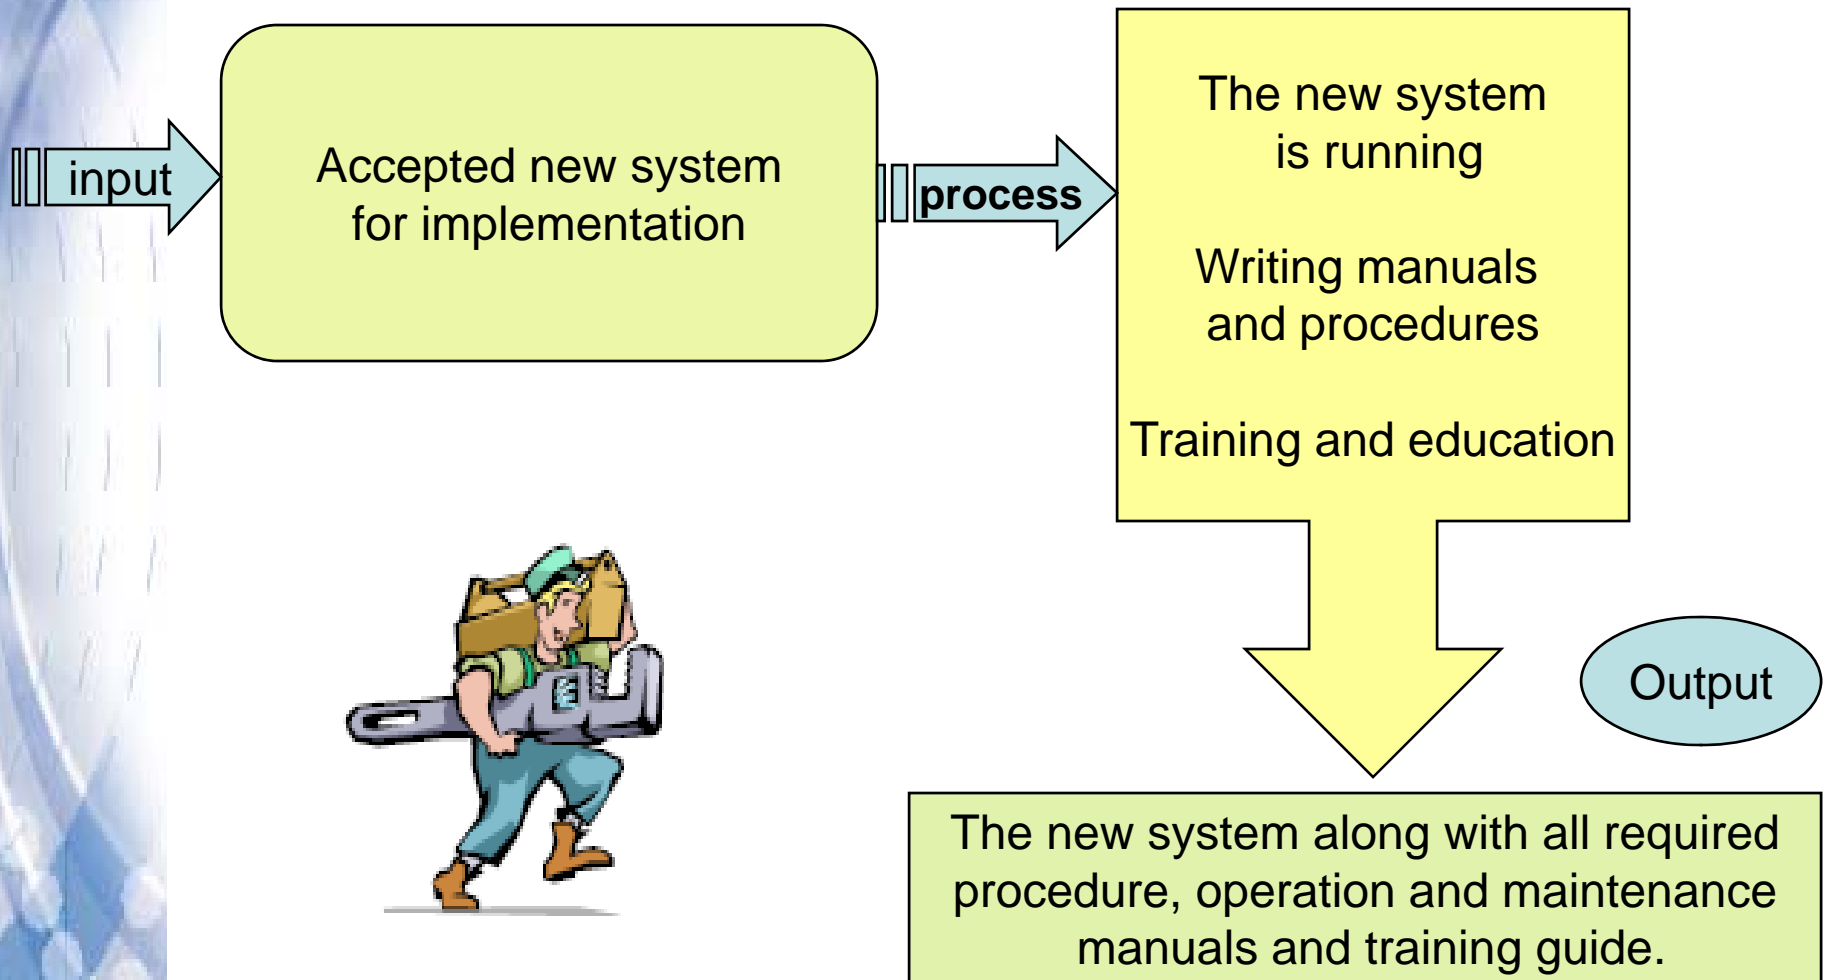 input
Accepted new system
for implementation
process
The new system
is running
Writing manuals
and procedures
Training and education
Output
The new system along with all required
procedure, operation and maintenance
manuals and training guide.